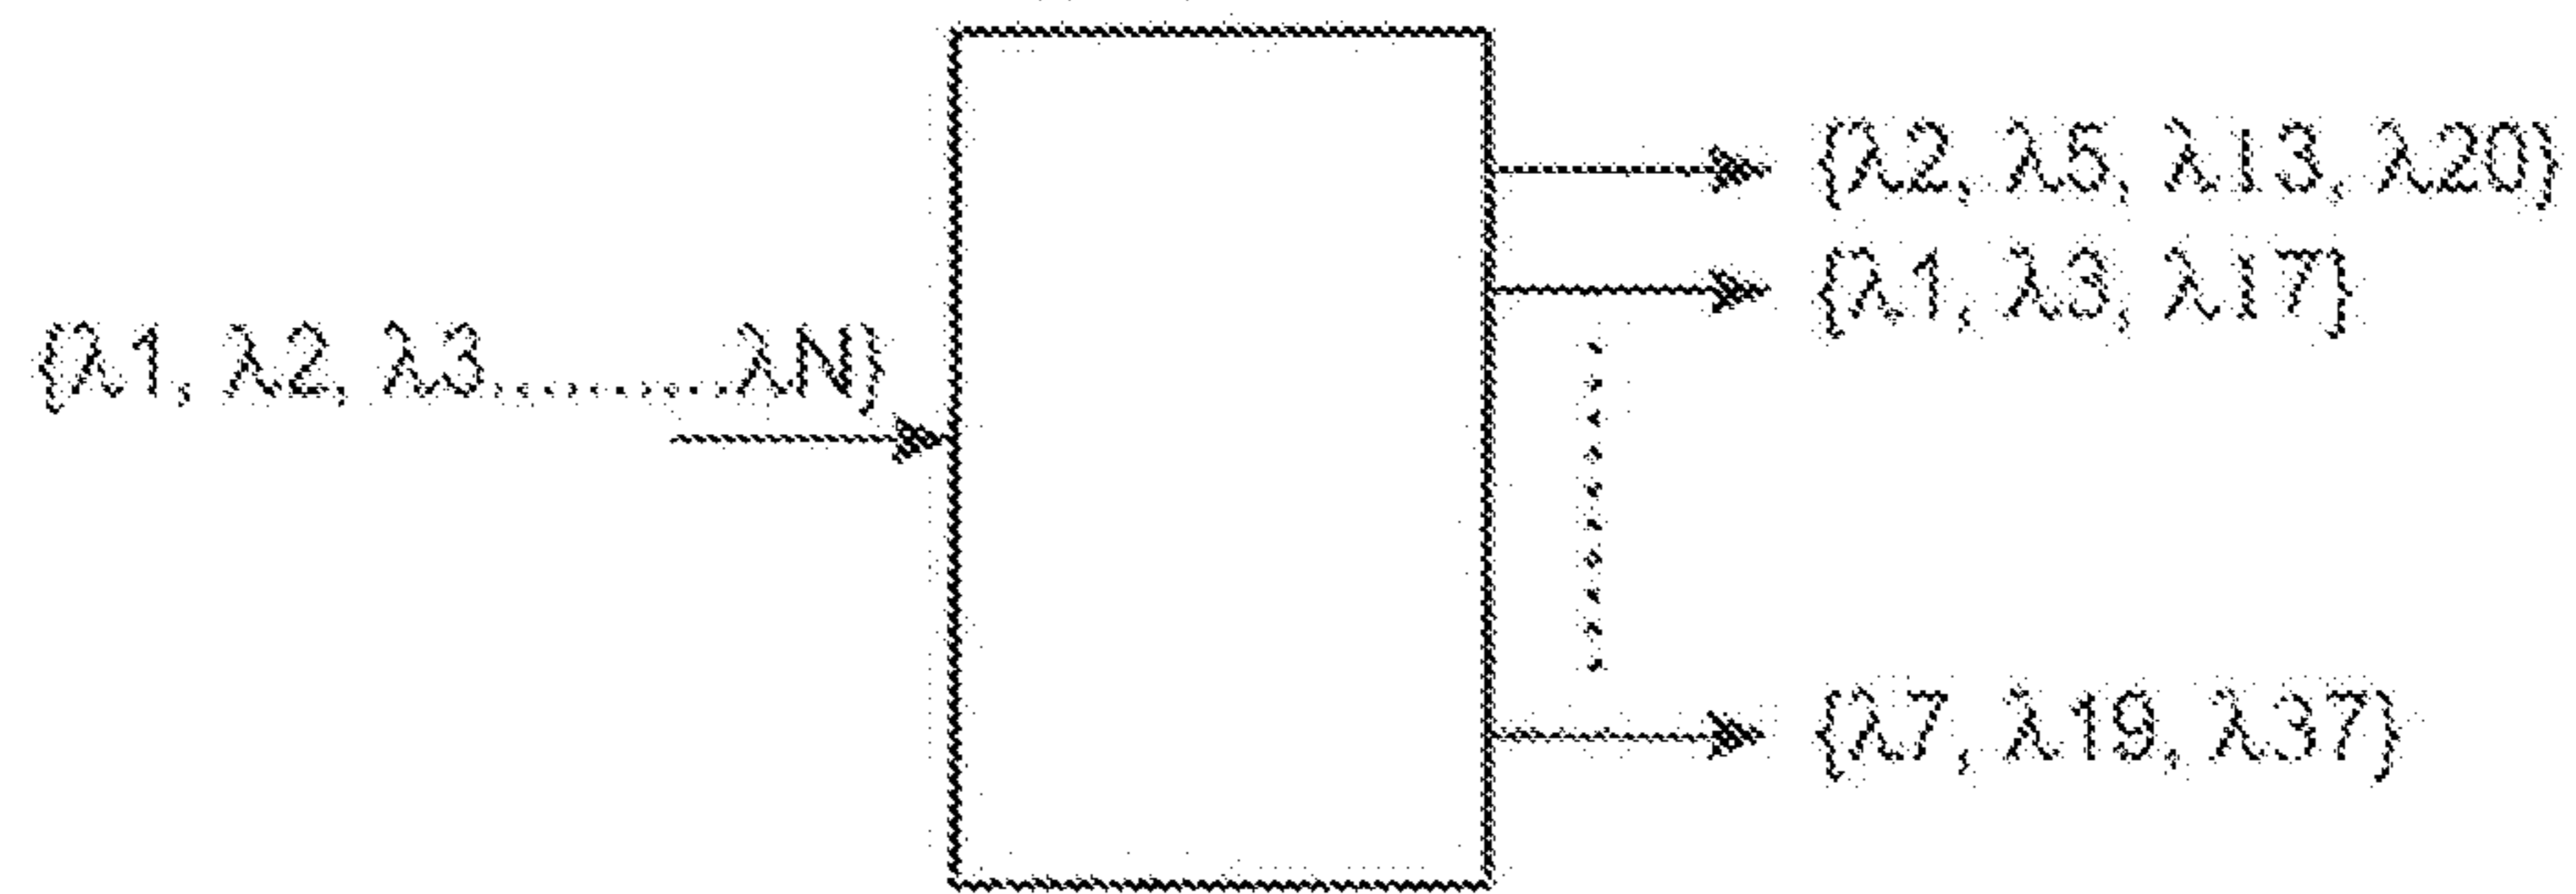 {λ2, λ5, λ13, λ20}
{λ1, λ3, λ17}
{λ1, λ2, λ3...........λN}
{λ7, λ19, λ37}